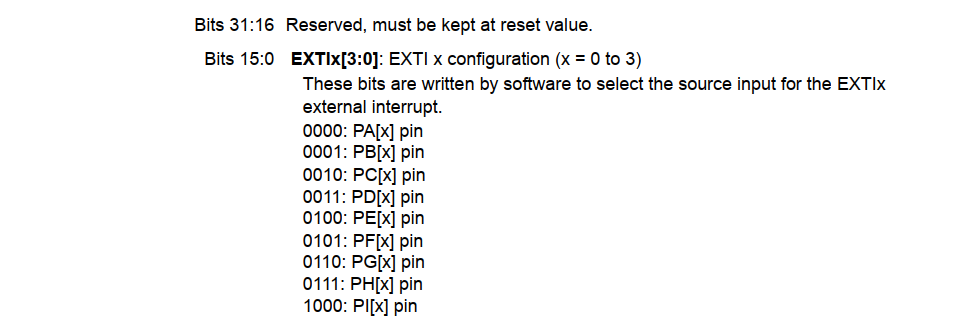 Bits 31:16 Reserved, must be kept at reset value.
Bits 15:0 EXTIx[3:0]: EXTI x configuration (x = 0 to 3)
These bits are written by software to select the source input for the EXTIx
external interrupt.
0000: PA[x] pin
0001: PB[x] pin
0010: PC[x] pin
0011: PD[x] pin
0100: PE[x] pin
0101: PF[x] pin
0110: PG[x] pin
0111: PH[x] pin
1000: PI[x] pin